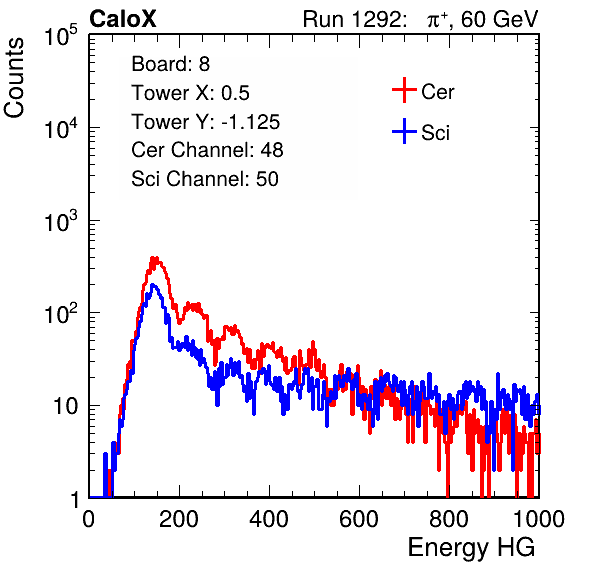 CaloX Run 1292: π⁺, 60 GeV
Board: 8
Tower X: 0.5
Tower Y: -1.125
Cer Channel: 48
Sci Channel: 50
Cer
Sci
Counts
10⁵
10⁴
10³
10²
10
1
0 200 400 600 800 1000
Energy HG